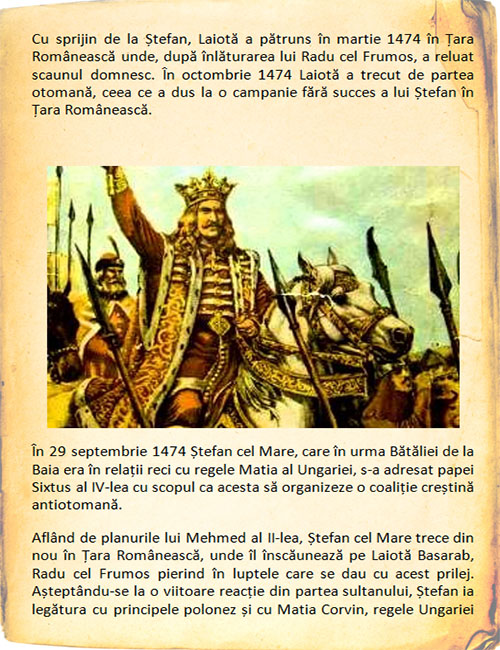 Cu sprijin de la Ștefan, Laiotă a pătruns în martie 1474 în Țara
Românească unde, după înlăturarea lui Radu cel Frumos, a reluat
scaunul domnesc. În octombrie 1474 Laiotă a trecut de partea
otomană, ceea ce a dus la o campanie fără succes a lui Ștefan în
Țara Românească.
În 29 septembrie 1474 Ștefan cel Mare, care în urma Bătăliei de la
Baia era în relații reci cu regele Matia al Ungariei, s-a adresat papei
Sixtus al IV-lea cu scopul ca acesta să organizeze o coaliție creștină
antiotomană.
Aflând de planurile lui Mehmed al II-lea, Ștefan cel Mare trece din
nou în Țara Românească, unde îl înscăunează pe Laiotă Basarab,
Radu cel Frumos pierind în luptele care se dau cu acest prilej.
Așteptându-se la o viitoare reacție din partea sultanului, Ștefan ia
legătura cu principele polonez și cu Matia Corvin, regele Ungariei